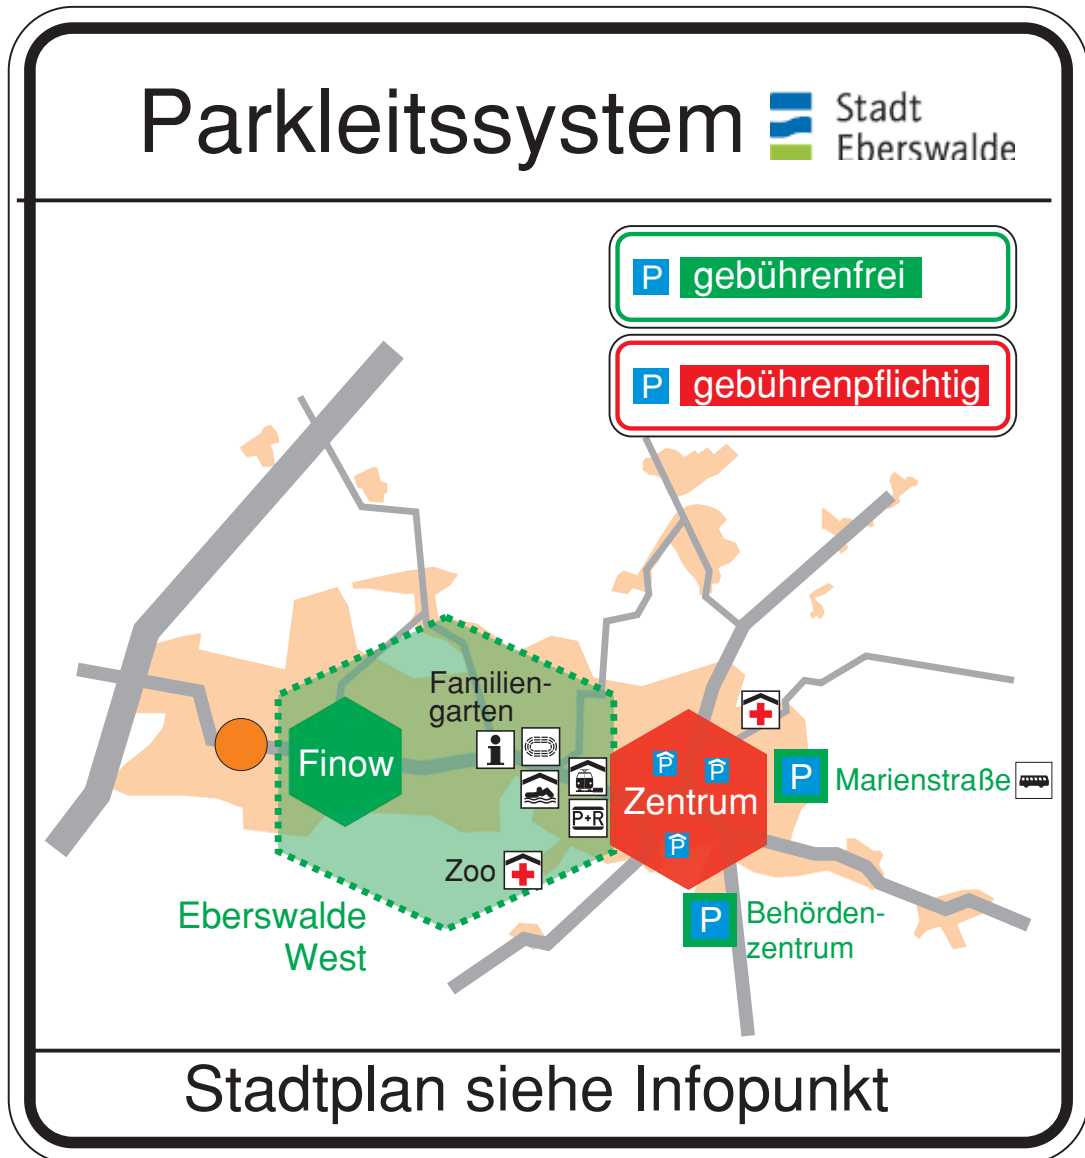 Parkleitssystem
Stadt
Eberswalde
P gebührenfrei
P gebührenpflichtig
Familien-
garten
i
Finow
P
P
P
Zentrum
P+R
P
Marienstraße
Zoo
Eberswalde
West
P
Behörden-
zentrum
Stadtplan siehe Infopunkt